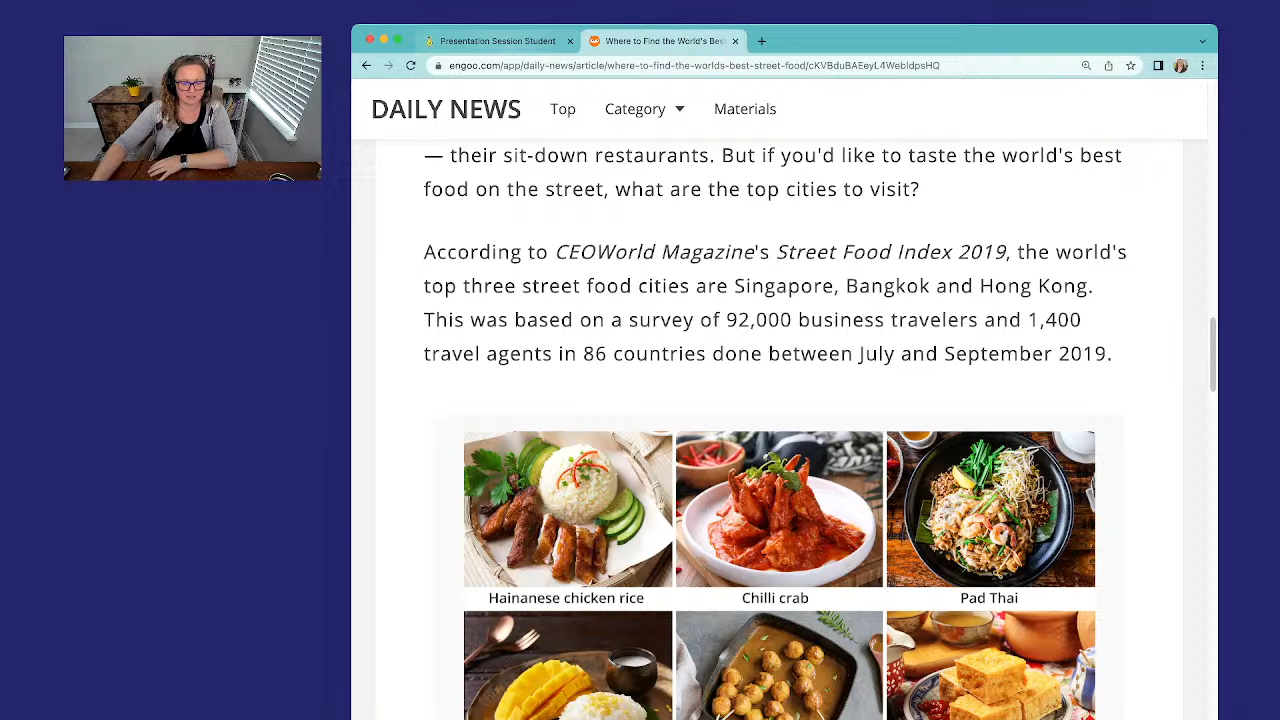 Presentation Session Student
Where to Find the World's Bes
engoo.com/app/daily-news/article/where-to-find-the-worlds-best-street-food/cKVBduBAEeyL4WebldpsHQ
DAILY NEWS Top Category Materials
— their sit-down restaurants. But if you'd like to taste the world's best
food on the street, what are the top cities to visit?
According to CEOWorld Magazine's Street Food Index 2019, the world's
top three street food cities are Singapore, Bangkok and Hong Kong.
This was based on a survey of 92,000 business travelers and 1,400
travel agents in 86 countries done between July and September 2019.
Hainanese chicken rice Chilli crab Pad Thai